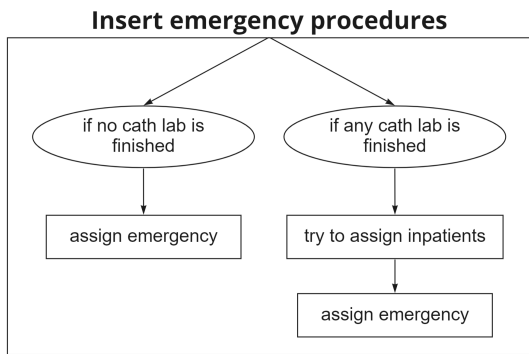 Insert emergency procedures
if no cath lab is
finished
if any cath lab is
finished
assign emergency
try to assign inpatients
assign emergency